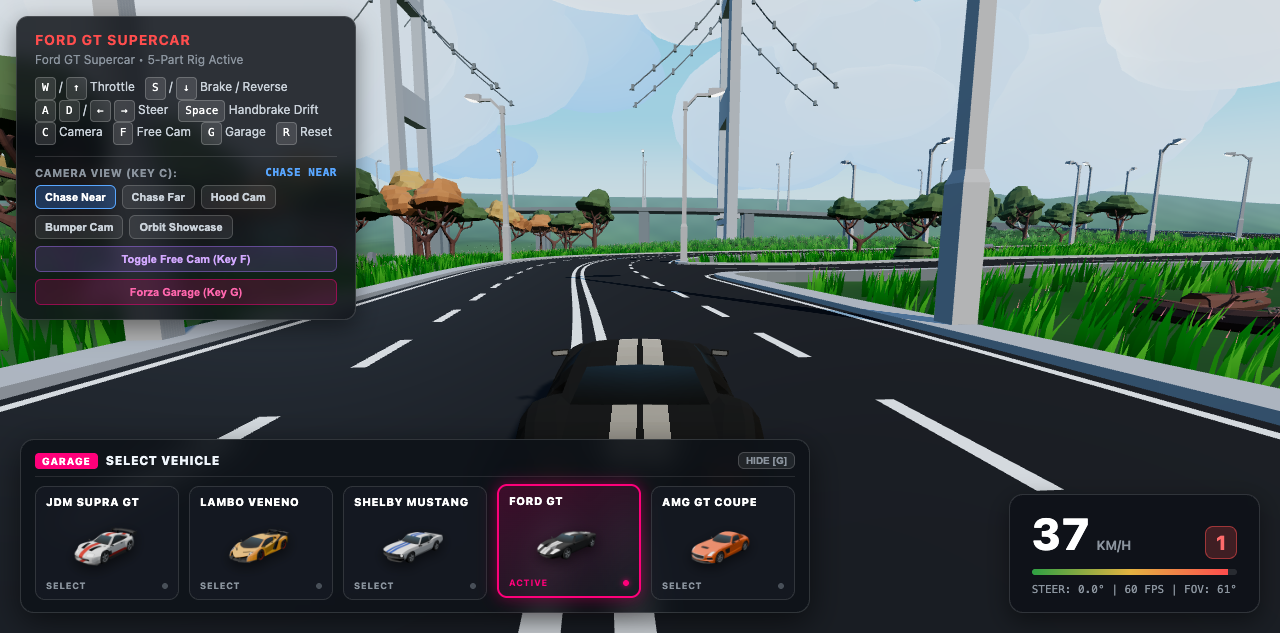 FORD GT SUPERCAR
Ford GT Supercar • 5-Part Rig Active
W / ↑ Throttle S / ↓ Brake / Reverse
A D / ← → Steer Space Handbrake Drift
C Camera F Free Cam G Garage R Reset
CAMERA VIEW (KEY C): CHASE NEAR
Chase Near Chase Far Hood Cam
Bumper Cam Orbit Showcase
Toggle Free Cam (Key F)
Forza Garage (Key G)
GARAGE SELECT VEHICLE HIDE [G]
JDM SUPRA GT LAMBO VENENO SHELBY MUSTANG FORD GT AMG GT COUPE
SELECT SELECT SELECT ACTIVE SELECT
37 KM/H 1
STEER: 0.0° | 60 FPS | FOV: 61°